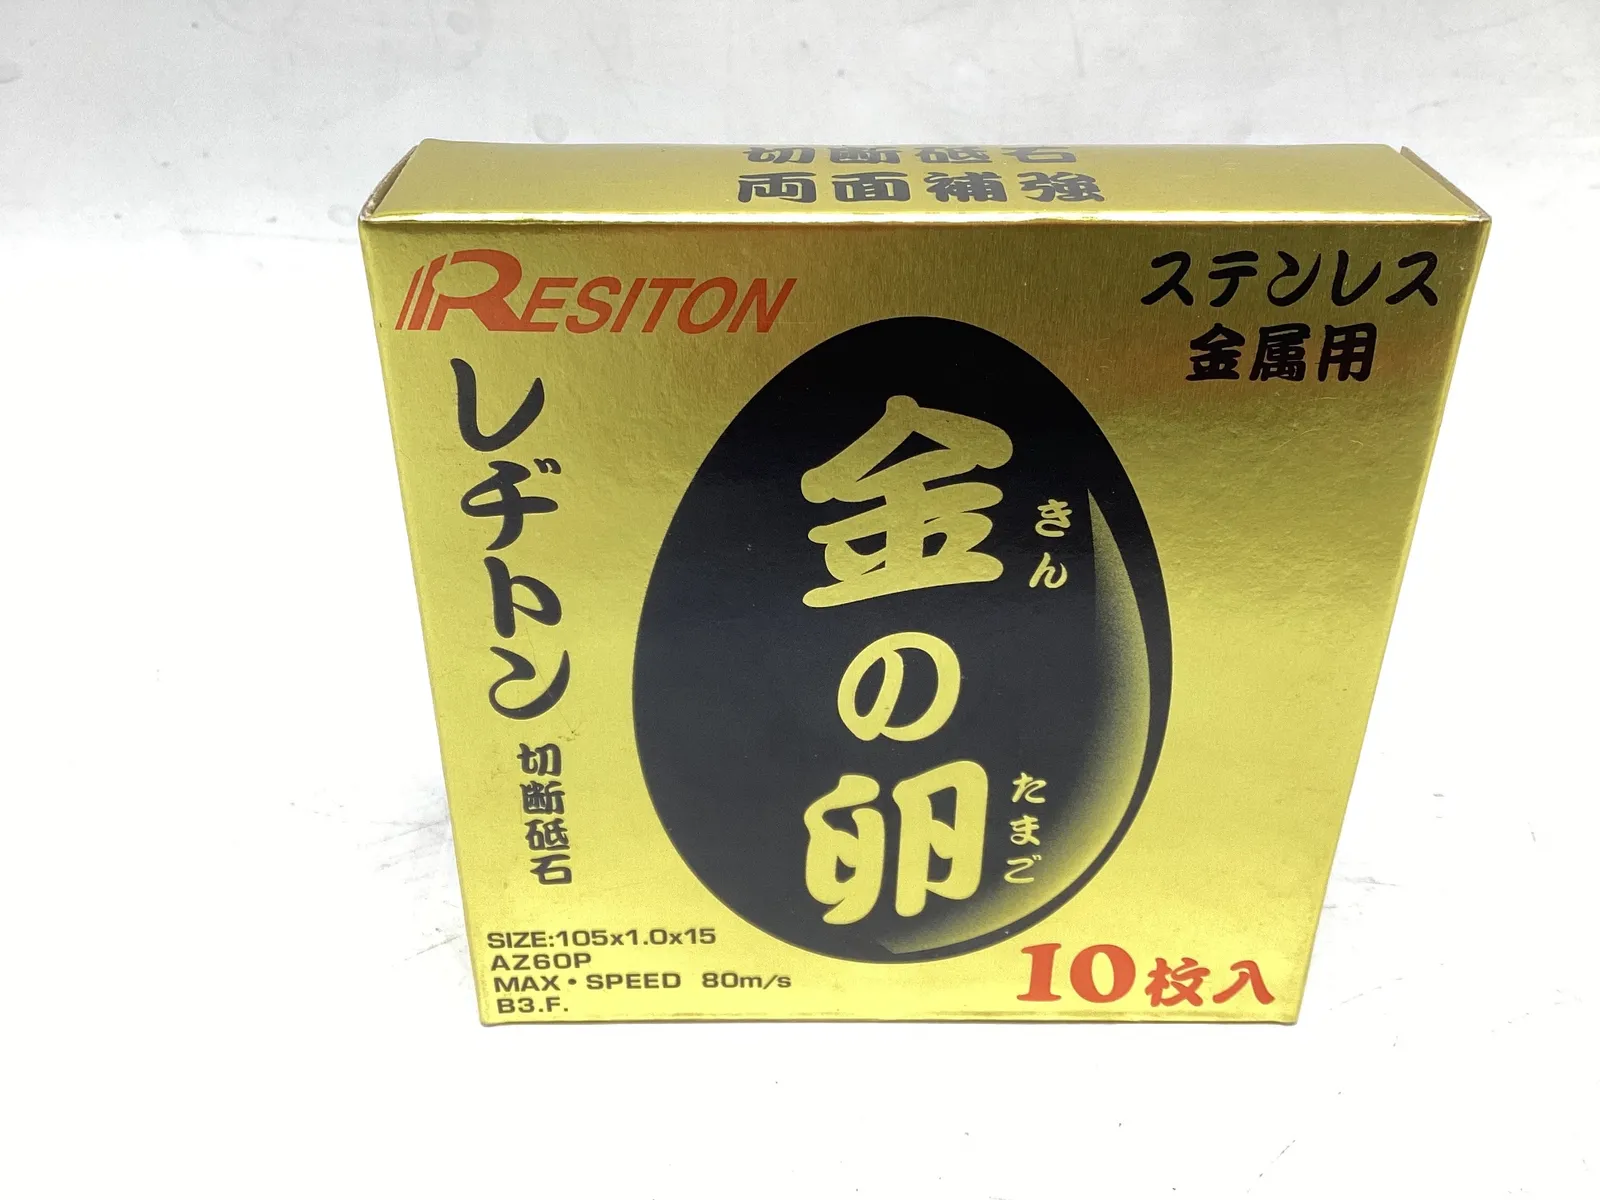 切断砥石
両面補強
RESITON
ステンレス
金属用
レヂトン
切断砥石
金の卵
きん
たまご
SIZE:105x1.0x15
AZ60P
MAX・SPEED 80m/s
B3.F.
10枚入